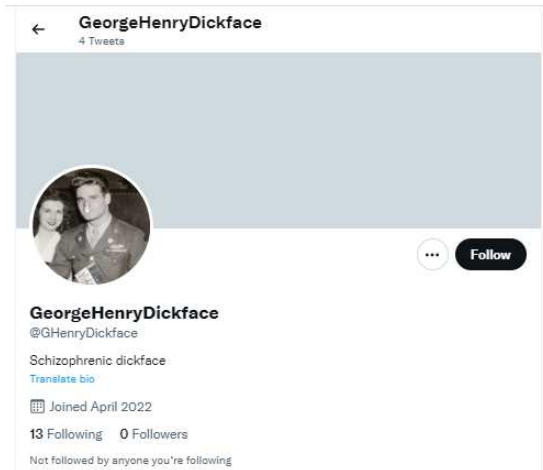 GeorgeHenryDickface
4 Tweets
Follow
GeorgeHenryDickface
@GHenryDickface
Schizophrenic dickface
Translate bio
Joined April 2022
13 Following 0 Followers
Not followed by anyone you're following